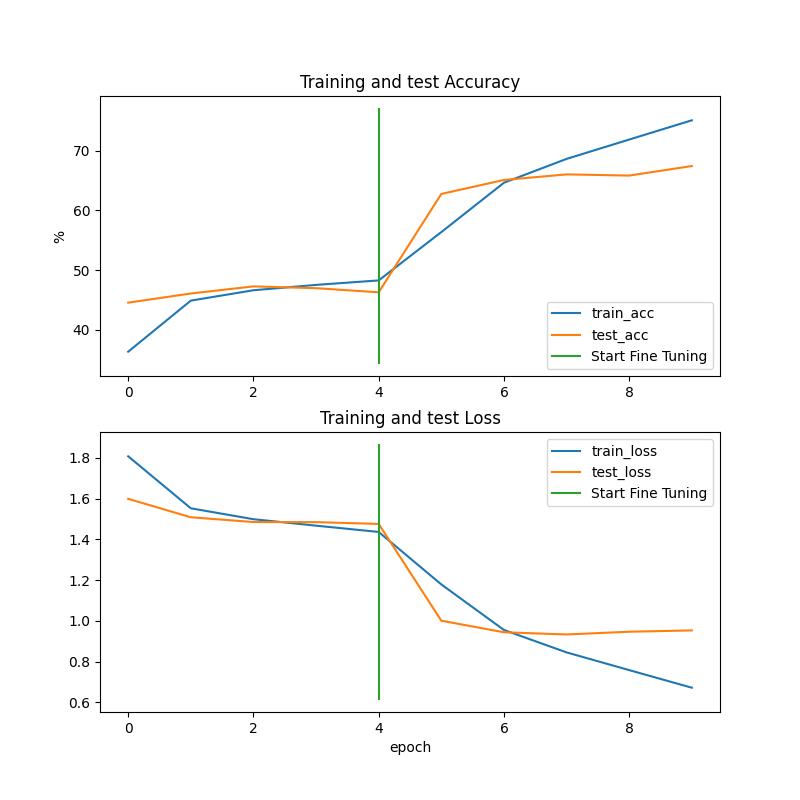 Training and test Accuracy
70
60
50
40
%
train_acc
test_acc
Start Fine Tuning
0 2 4 6 8
Training and test Loss
1.8
1.6
1.4
1.2
1.0
0.8
0.6
train_loss
test_loss
Start Fine Tuning
0 2 4 6 8
epoch